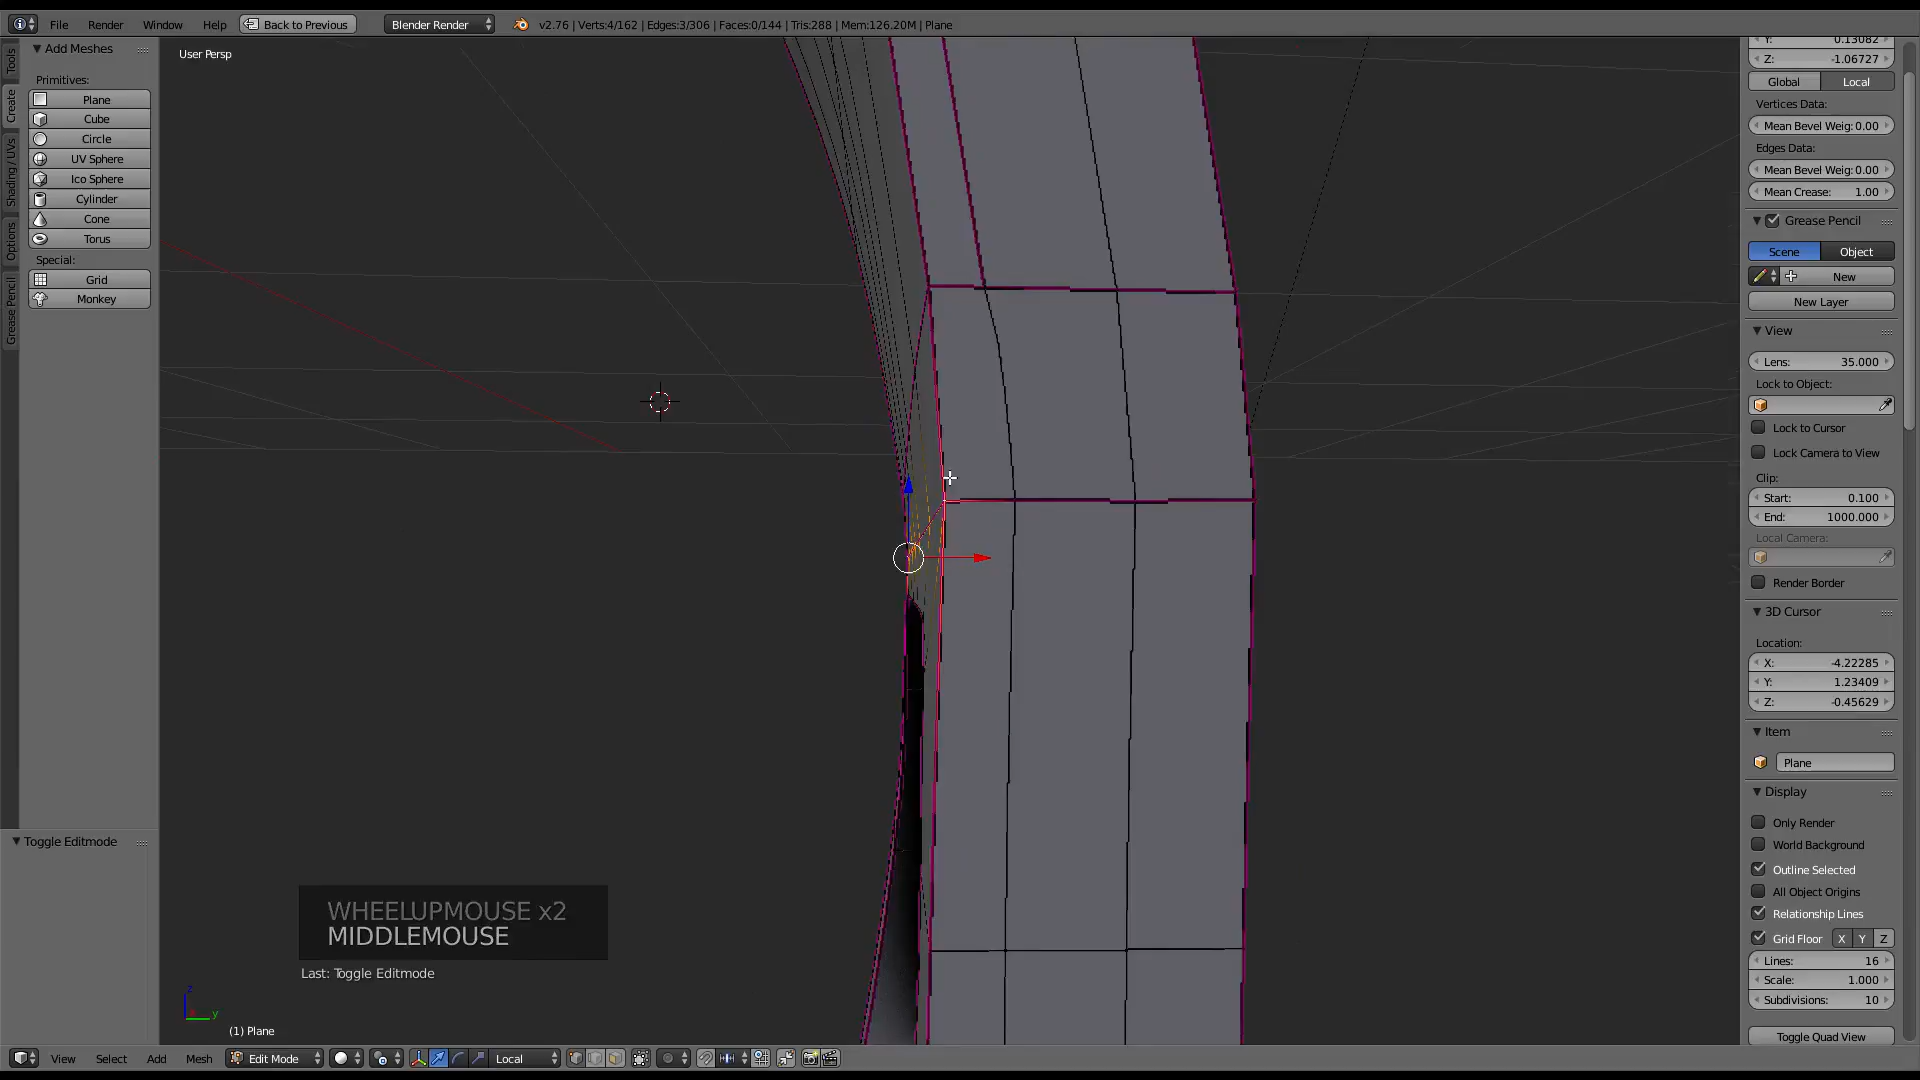 File Render Window Help Back to Previous Blender Render v2.76 | Verts:4/162 | Edges:3/306 | Faces:0/144 | Tris:288 | Mem:126.20M | Plane
Add Meshes
Primitives:
Plane
Cube
Circle
UV Sphere
Ico Sphere
Cylinder
Cone
Torus
Special:
Grid
Monkey
Tools
Create
Shading / UVs
Options
Grease Pencil
Toggle Editmode
User Persp
WHEELUPMOUSE x2
MIDDLEMOUSE
Last: Toggle Editmode
z
y
(1) Plane
Y: 0.13082
Z: -1.06727
Global Local
Vertices Data:
Mean Bevel Weig: 0.00
Edges Data:
Mean Bevel Weig: 0.00
Mean Crease: 1.00
Grease Pencil
Scene Object
New
New Layer
View
Lens: 35.000
Lock to Object:
Lock to Cursor
Lock Camera to View
Clip:
Start: 0.100
End: 1000.000
Local Camera:
Render Border
3D Cursor
Location:
X: -4.22285
Y: 1.23409
Z: -0.45629
Item
Plane
Display
Only Render
World Background
Outline Selected
All Object Origins
Relationship Lines
Grid Floor X Y Z
Lines: 16
Scale: 1.000
Subdivisions: 10
Toggle Quad View
View Select Add Mesh Edit Mode Local